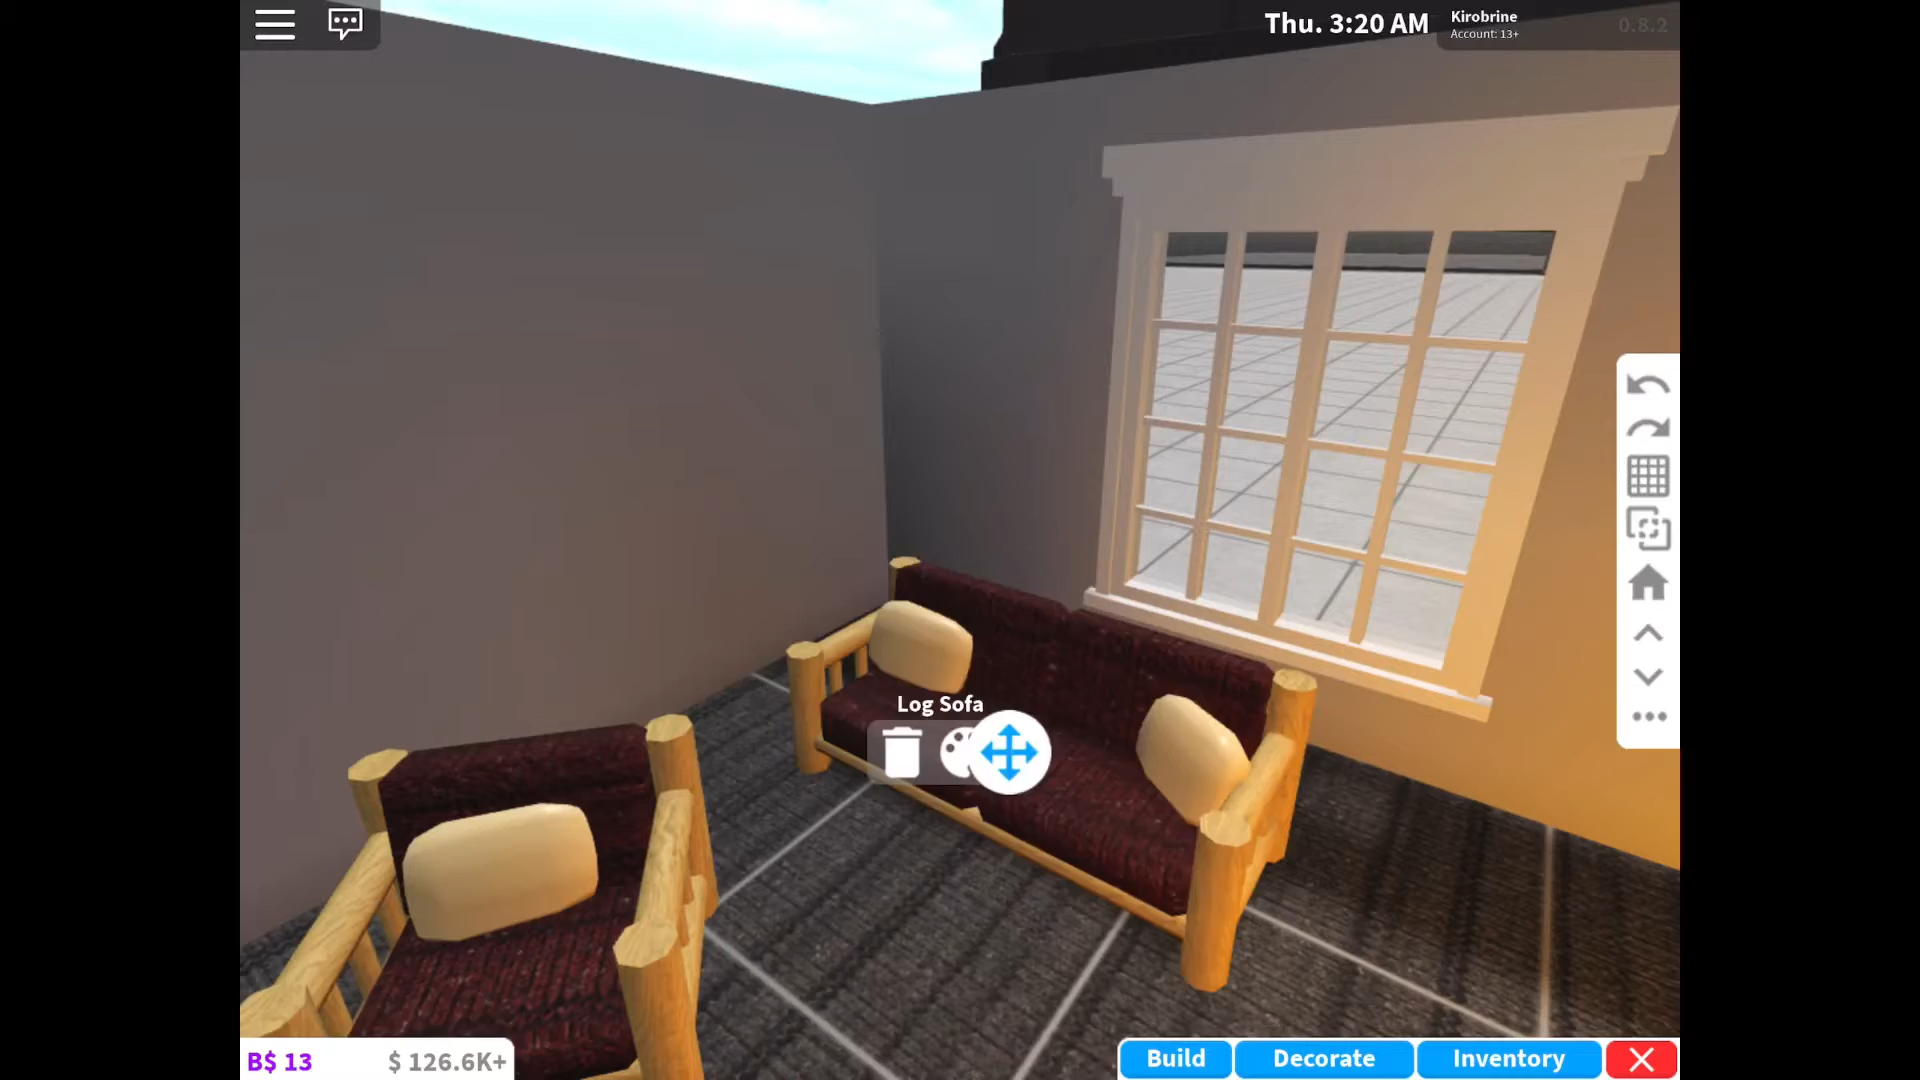 Thu. 3:20 AM
Kirobrine
Account: 13+
0.8.2
Log Sofa
B$ 13
$ 126.6K+
Build
Decorate
Inventory